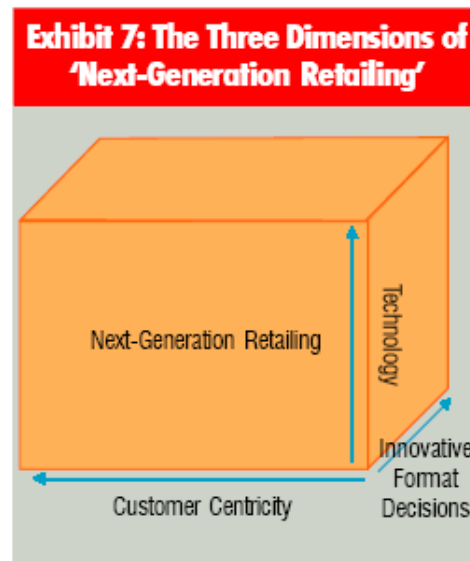 Exhibit 7: The Three Dimensions of
‘Next-Generation Retailing’
Next-Generation Retailing
Technology
Customer Centricity
Innovative
Format
Decisions